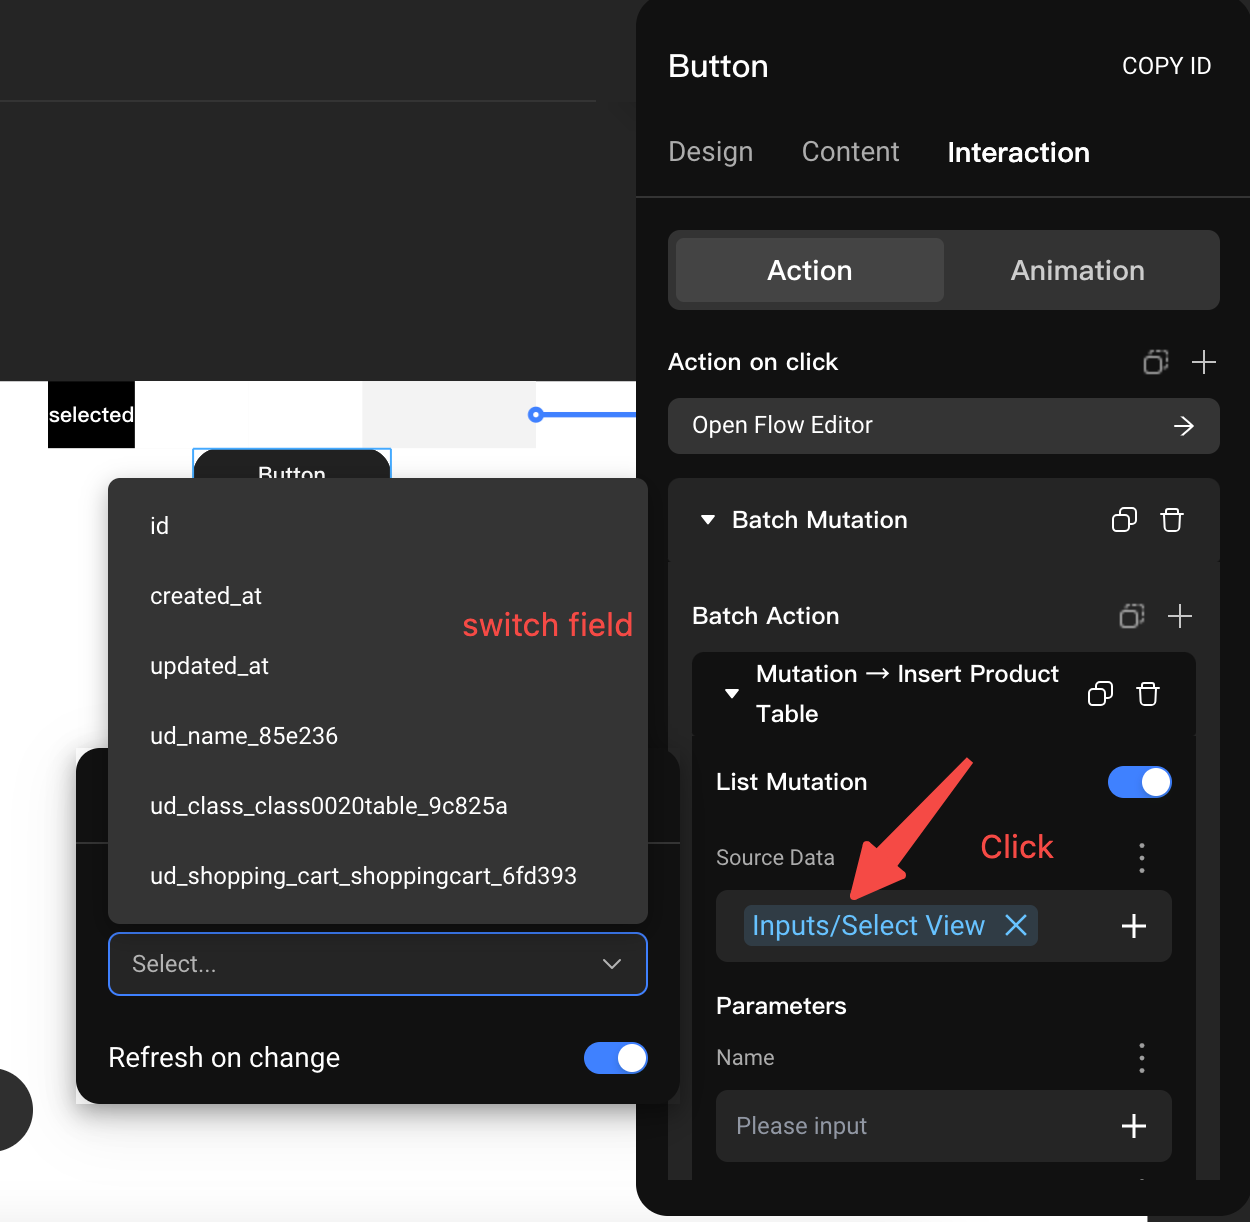 Button
COPY ID
Design
Content
Interaction
Action
Animation
Action on click
Open Flow Editor
selected
Button
Batch Mutation
id
created_at
switch field
updated_at
ud_name_85e236
ud_class_class0020table_9c825a
ud_shopping_cart_shoppingcart_6fd393
Select...
Refresh on change
Batch Action
Mutation → Insert Product
Table
List Mutation
Click
Source Data
Inputs/Select View
Parameters
Name
Please input